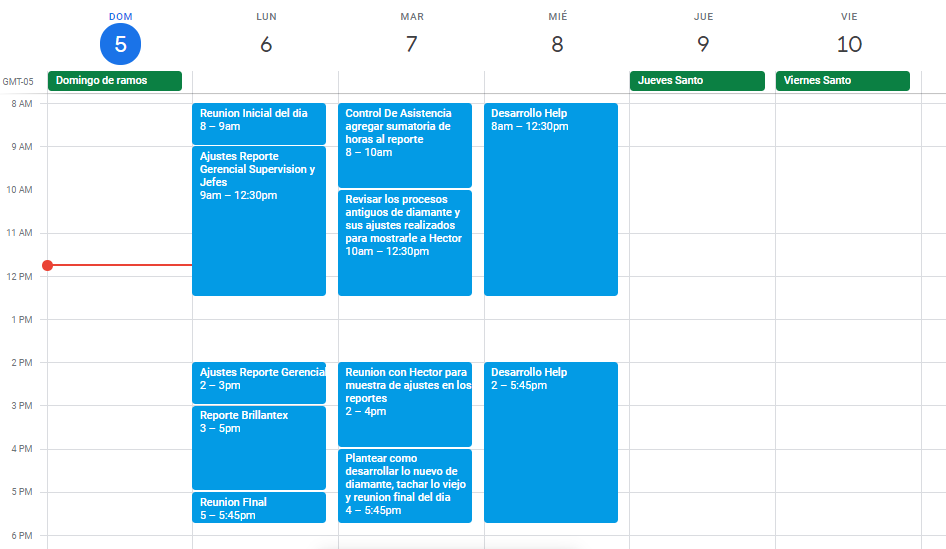 DOM
LUN
MAR
MIÉ
JUE
VIE
5
6
7
8
9
10
GMT-05
Domingo de ramos
Jueves Santo
Viernes Santo
8 AM
9 AM
10 AM
11 AM
12 PM
1 PM
2 PM
3 PM
4 PM
5 PM
6 PM
Reunion Inicial del dia
8 – 9am
Ajustes Reporte
Gerencial Supervision y
Jefes
9am – 12:30pm
Ajustes Reporte Gerencial
2 – 3pm
Reporte Brillantex
3 – 5pm
Reunion FInal
5 – 5:45pm
Control De Asistencia
agregar sumatoria de
horas al reporte
8 – 10am
Revisar los procesos
antiguos de diamante y
sus ajustes realizados
para mostrarle a Hector
10am – 12:30pm
Reunion con Hector para
muestra de ajustes en los
reportes
2 – 4pm
Plantear como
desarrollar lo nuevo de
diamante, tachar lo viejo
y reunion final del dia
4 – 5:45pm
Desarrollo Help
8am – 12:30pm
Desarrollo Help
2 – 5:45pm